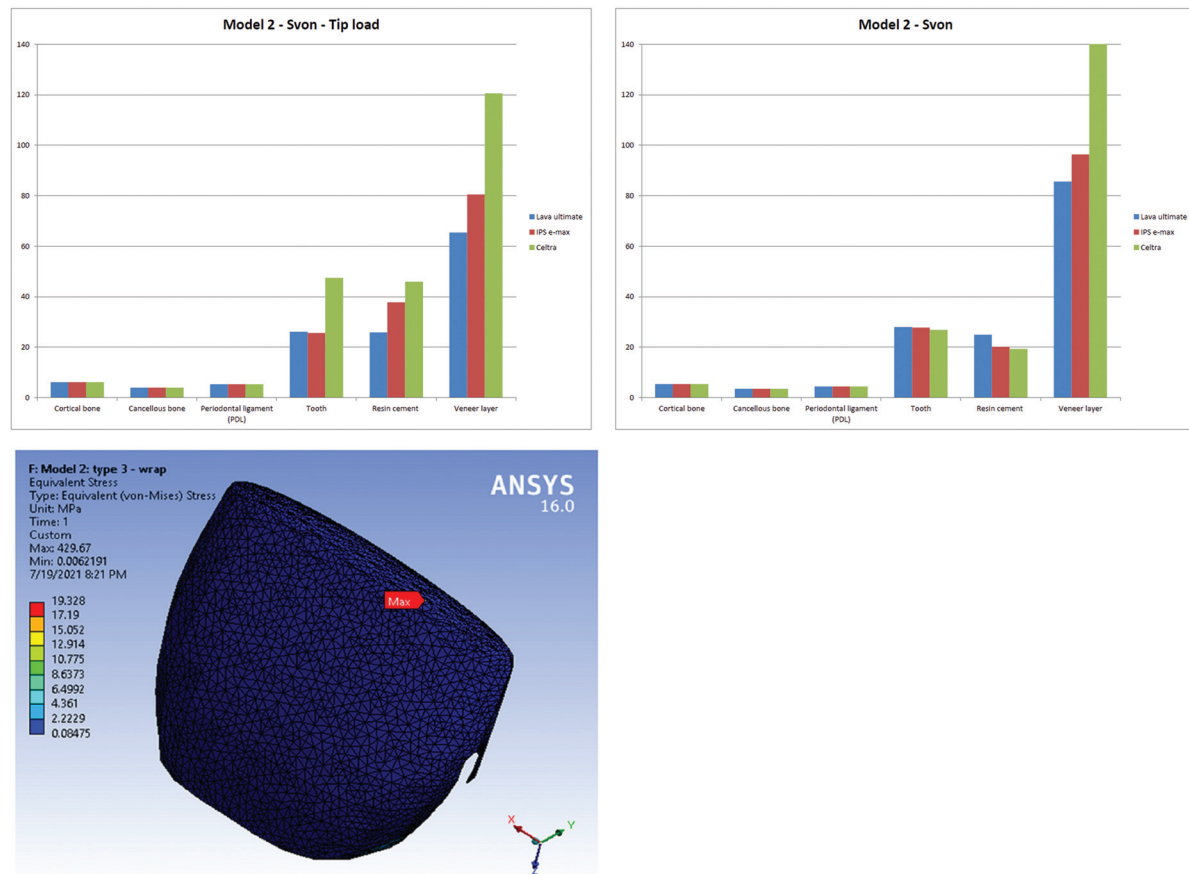 Model 2 - Svon - Tip load
140
120
100
80
60
40
20
0
Cortical bone
Cancellous bone
Periodontal ligament
(PDL)
Tooth
Resin cement
Veneer layer
Lava ultimate
IPS e-max
Celtra
Model 2 - Svon
140
120
100
80
60
40
20
0
Cortical bone
Cancellous bone
Periodontal ligament
(PDL)
Tooth
Resin cement
Veneer layer
Lava ultimate
IPS e-max
Celtra
F: Model 2: type 3 - wrap
Equivalent Stress
Type: Equivalent (von-Mises) Stress
Unit: MPa
Time: 1
Custom
Max: 429.67
Min: 0.0062191
7/19/2021 8:21 PM
19.328
17.19
15.052
12.914
10.775
8.6373
6.4992
4.361
2.2229
0.08475
ANSYS
16.0
Max
X
Y